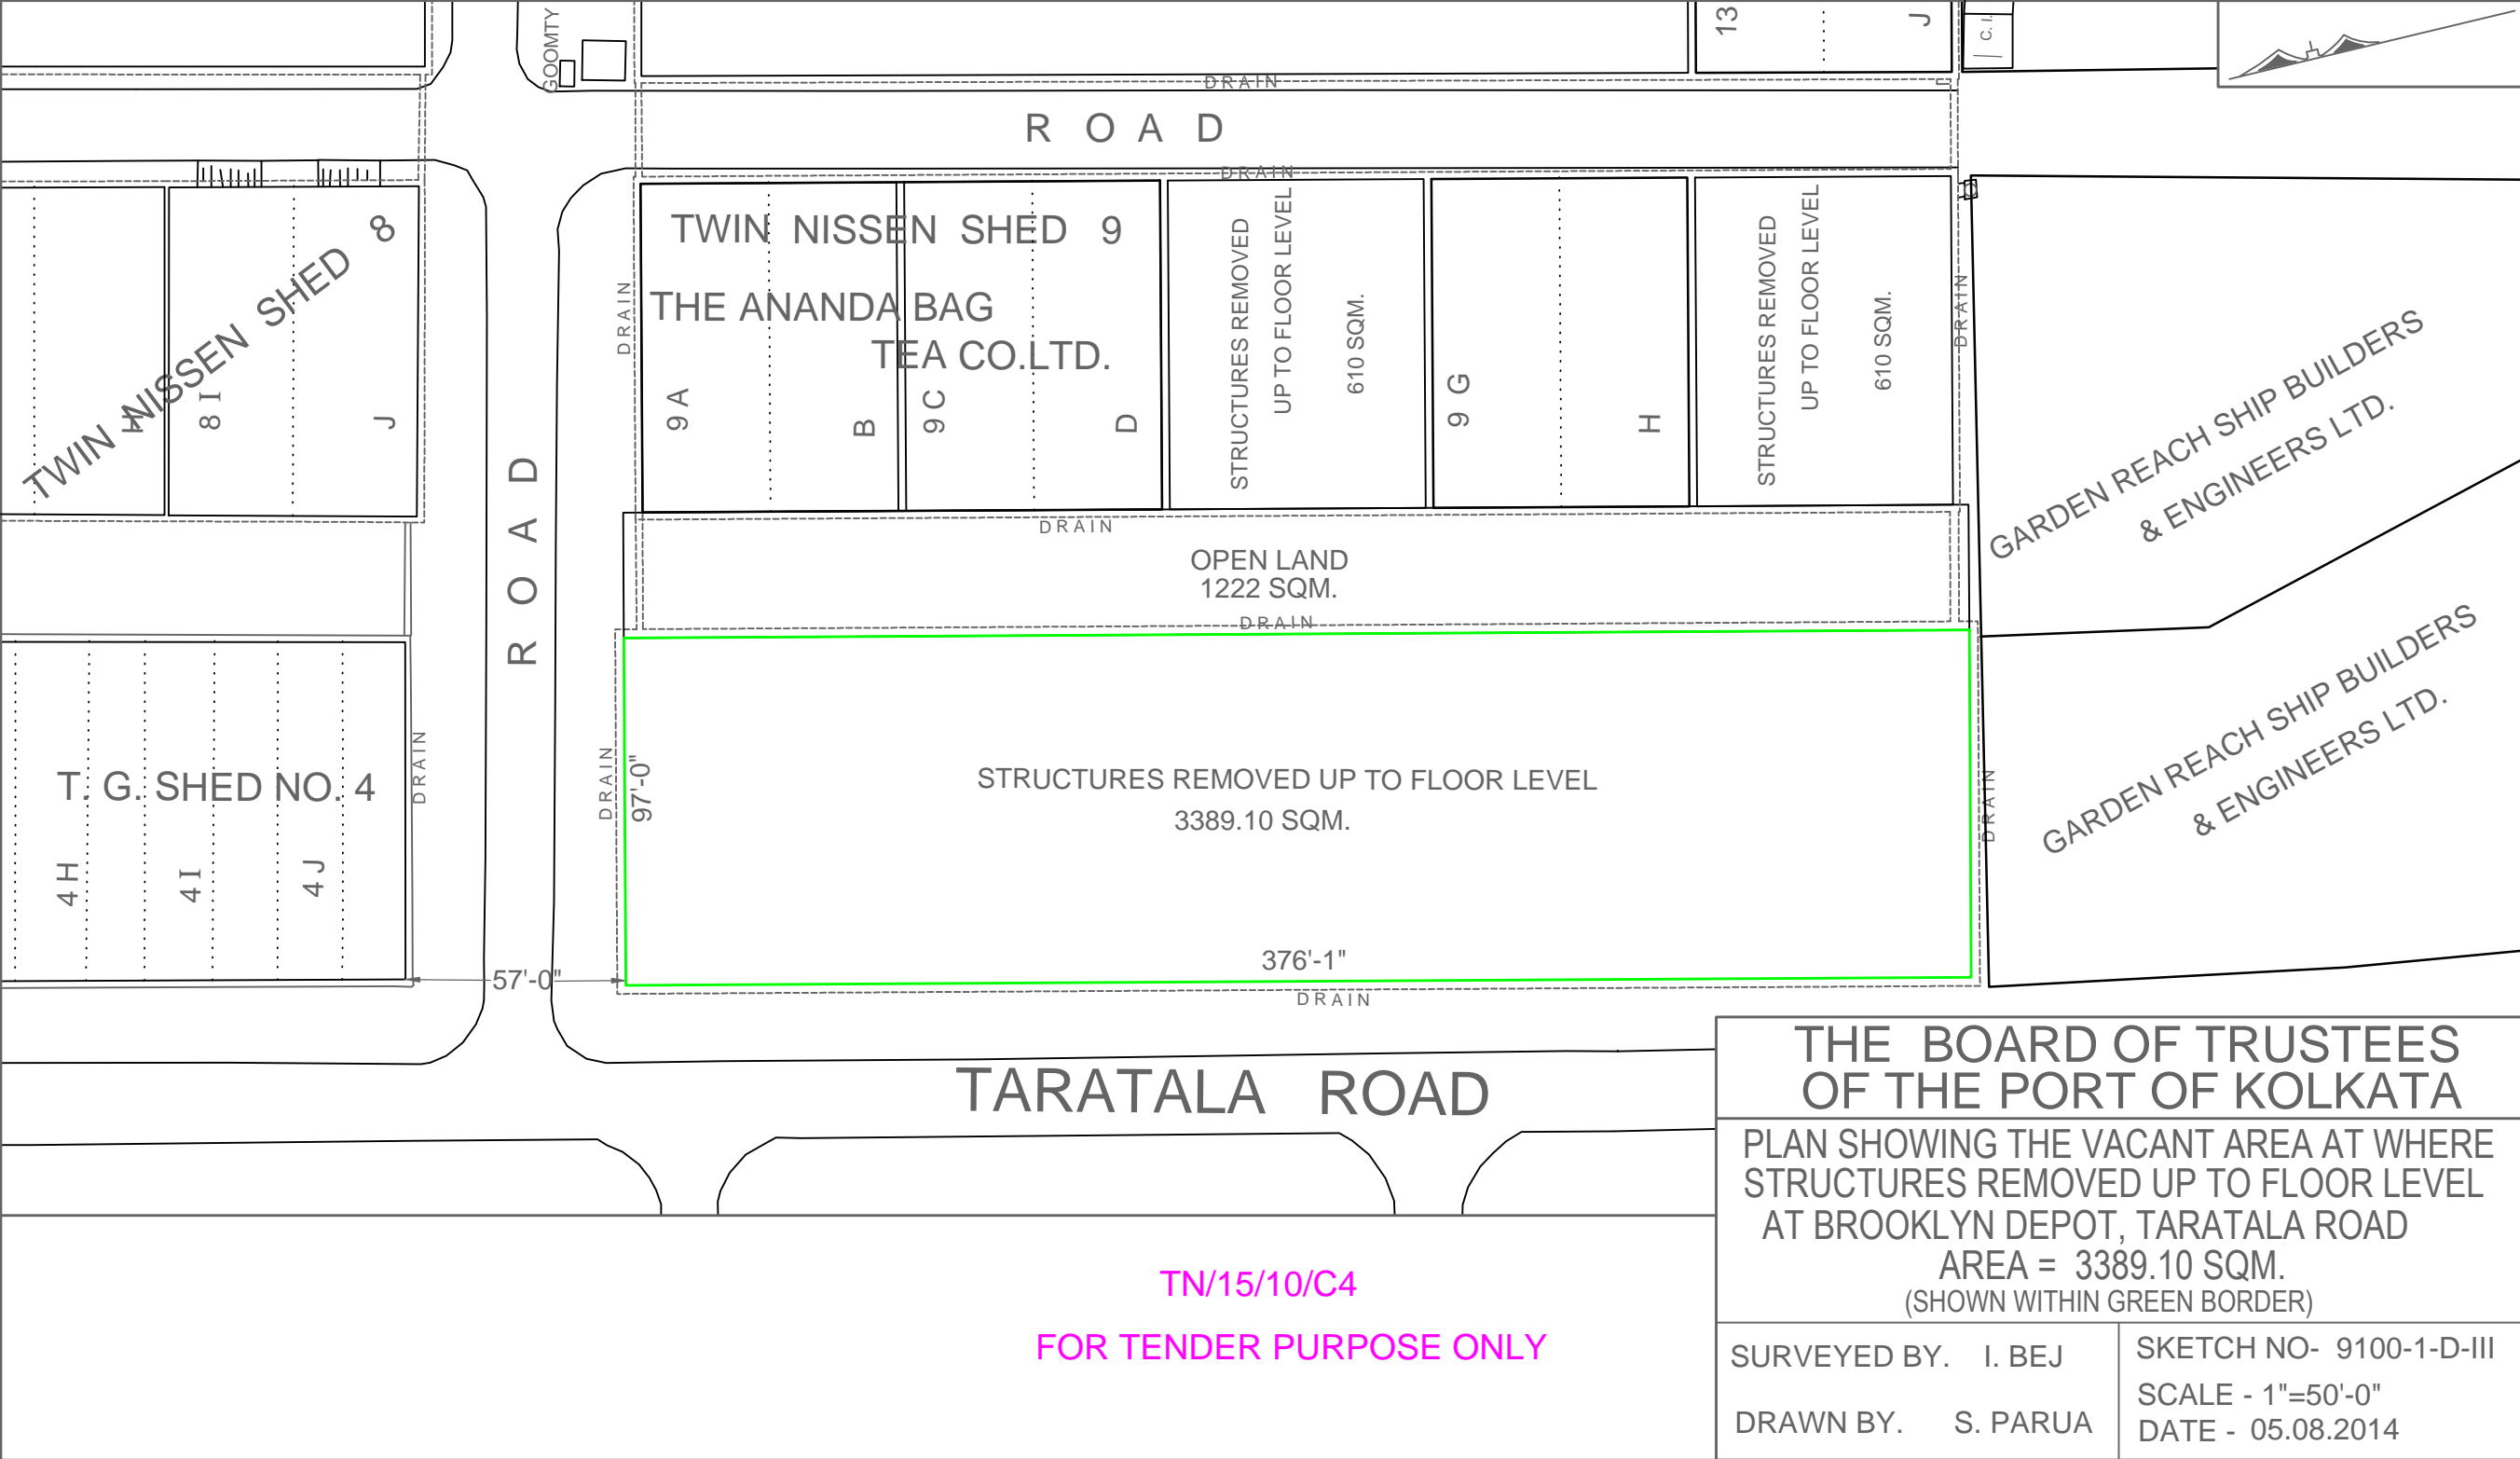 GOOMTY
13
J
C. I.
DRAIN
ROAD
DRAIN
TWIN NISSEN SHED 8
H
8 I
J
ROAD
DRAIN
TWIN NISSEN SHED 9
THE ANANDA BAG
TEA CO.LTD.
9 A
B
9 C
D
STRUCTURES REMOVED
UP TO FLOOR LEVEL
610 SQM.
9 G
H
STRUCTURES REMOVED
UP TO FLOOR LEVEL
610 SQM.
DRAIN
GARDEN REACH SHIP BUILDERS
& ENGINEERS LTD.
DRAIN
OPEN LAND
1222 SQM.
DRAIN
T. G. SHED NO. 4
4 H
4 I
4 J
DRAIN
DRAIN
97'-0"
STRUCTURES REMOVED UP TO FLOOR LEVEL
3389.10 SQM.
376'-1"
DRAIN
GARDEN REACH SHIP BUILDERS
& ENGINEERS LTD.
57'-0"
DRAIN
TARATALA ROAD
TN/15/10/C4
FOR TENDER PURPOSE ONLY
THE BOARD OF TRUSTEES
OF THE PORT OF KOLKATA
PLAN SHOWING THE VACANT AREA AT WHERE
STRUCTURES REMOVED UP TO FLOOR LEVEL
AT BROOKLYN DEPOT, TARATALA ROAD
AREA = 3389.10 SQM.
(SHOWN WITHIN GREEN BORDER)
SURVEYED BY. I. BEJ
DRAWN BY. S. PARUA
SKETCH NO- 9100-1-D-III
SCALE - 1"=50'-0"
DATE - 05.08.2014